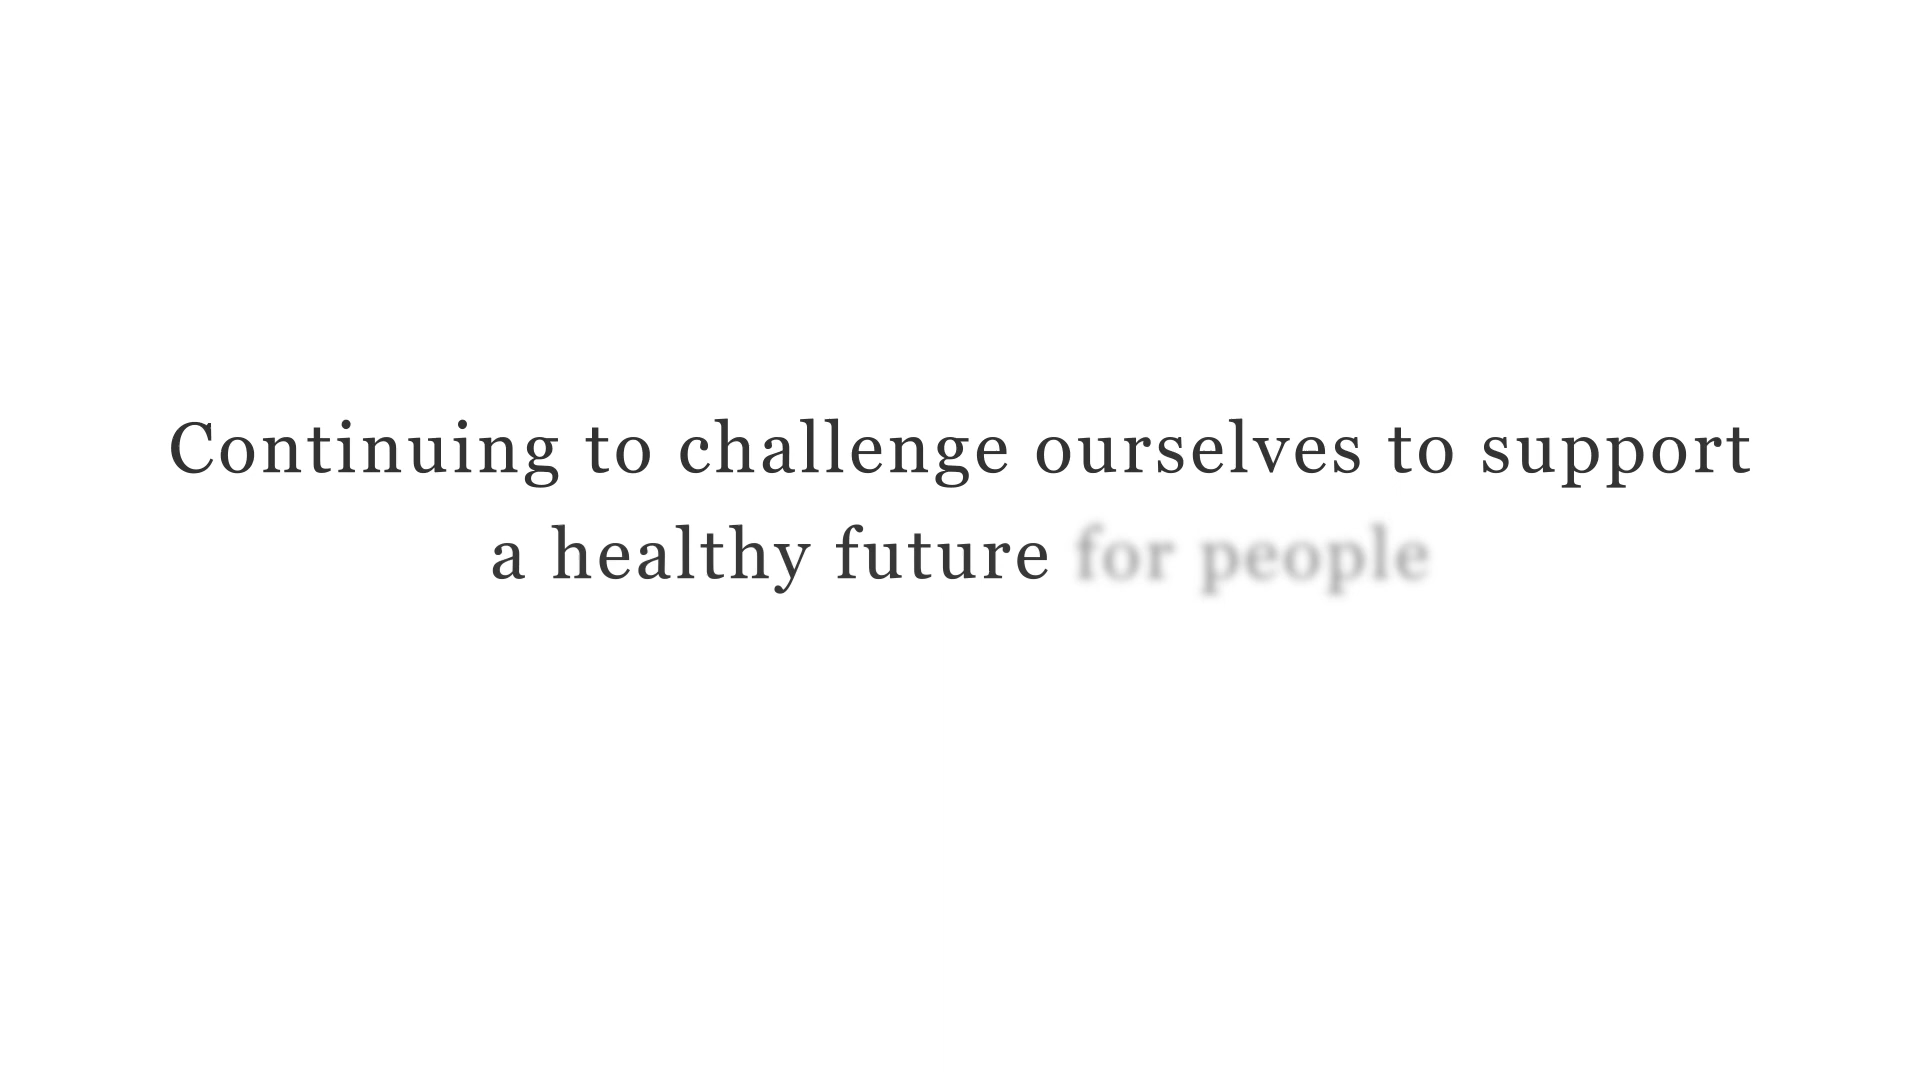 Continuing to challenge ourselves to support
a healthy future for people